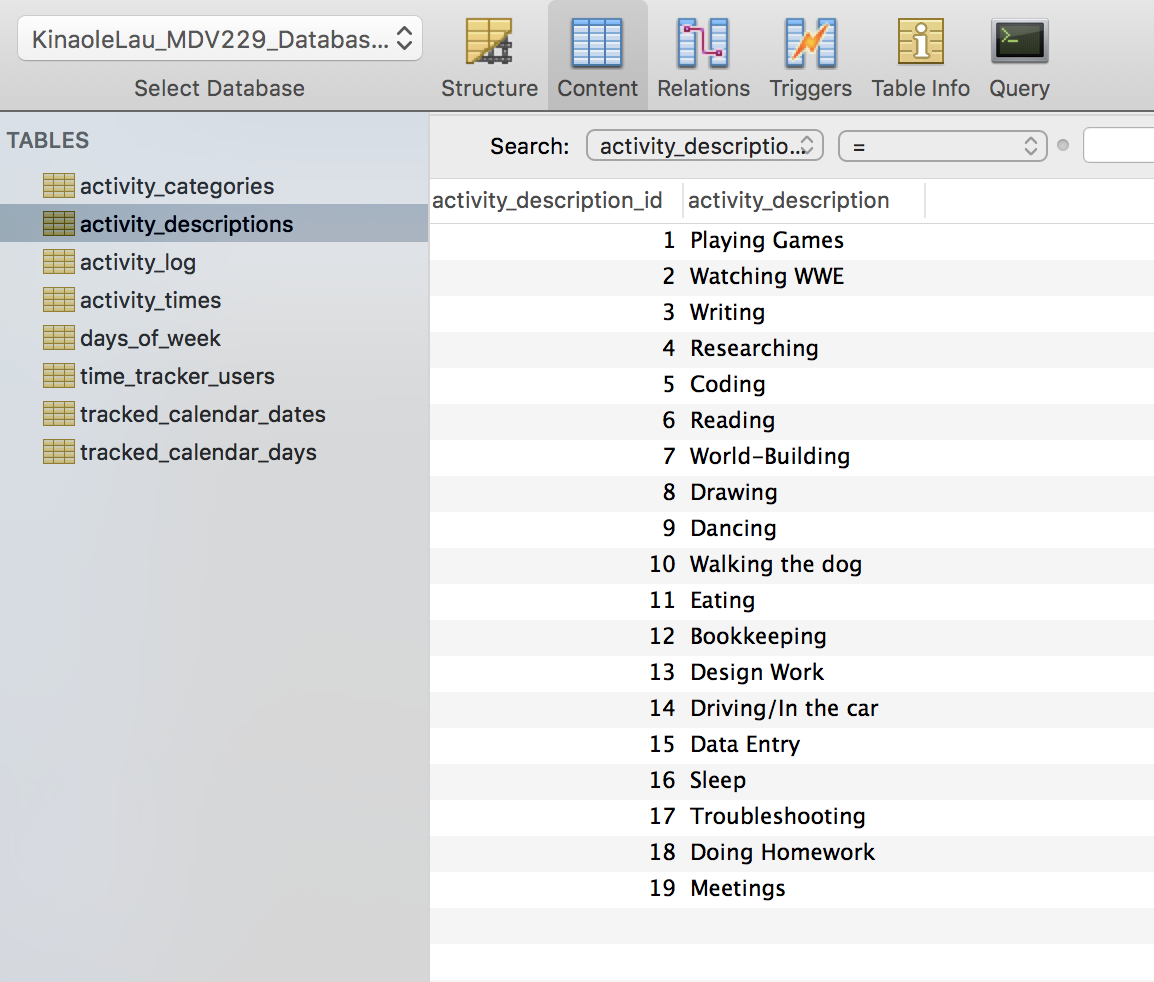 KinaoleLau_MDV229_Databas...
Select Database
Structure
Content
Relations
Triggers
Table Info
Query
TABLES
activity_categories
activity_descriptions
activity_log
activity_times
days_of_week
time_tracker_users
tracked_calendar_dates
tracked_calendar_days
Search: activity_descriptio... =
activity_description_id activity_description
1 Playing Games
2 Watching WWE
3 Writing
4 Researching
5 Coding
6 Reading
7 World-Building
8 Drawing
9 Dancing
10 Walking the dog
11 Eating
12 Bookkeeping
13 Design Work
14 Driving/In the car
15 Data Entry
16 Sleep
17 Troubleshooting
18 Doing Homework
19 Meetings